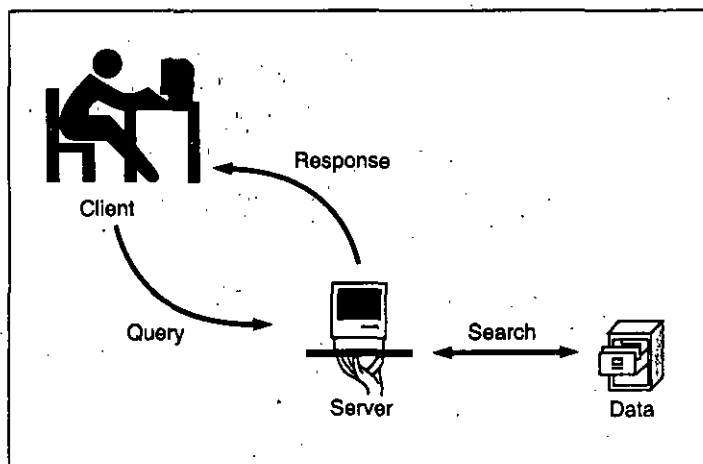 Response
Client
Query
Search
Server
Data